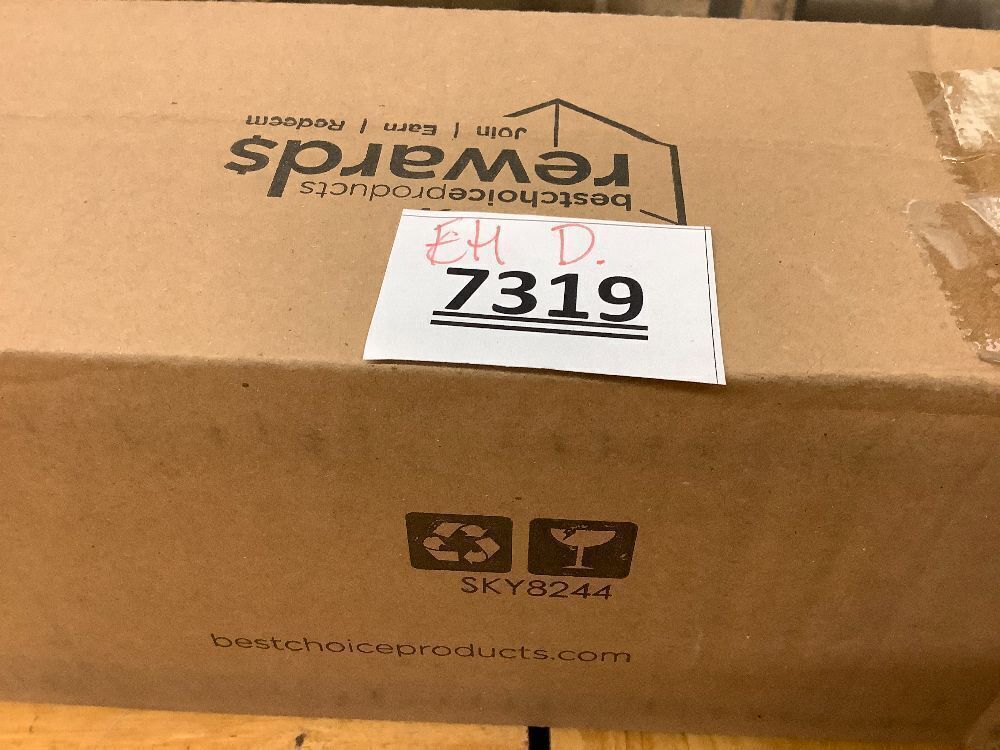 bestchoiceproducts
rewards
Join | Earn | Redeem
EH D.
7319
SKY8244
bestchoiceproducts.com